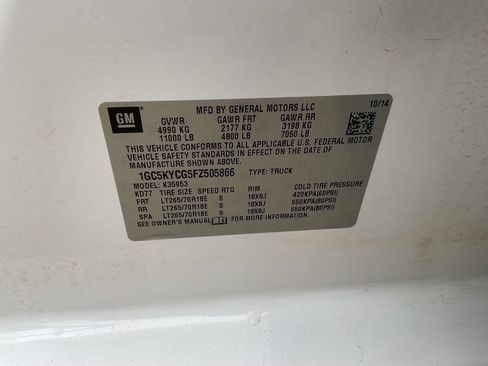 GM
MFD BY GENERAL MOTORS LLC
10/14
GVWR GAWR FRT GAWR RR
4990 KG 2177 KG 3198 KG
11000 LB 4800 LB 7050 LB
THIS VEHICLE CONFORMS TO ALL APPLICABLE U.S. FEDERAL MOTOR
VEHICLE SAFETY STANDARDS IN EFFECT ON THE DATE OF
MANUFACTURE SHOWN ABOVE.
1GC5KYCG5FZ505866 TYPE: TRUCK
MODEL: K35953
KD77 TIRE SIZE SPEED RTG RIM COLD TIRE PRESSURE
FRT LT265/70R18E S 18X8J 420KPA(60PSI)
RR LT265/70R18E S 18X8J 550KPA(80PSI)
SPA LT265/70R18E S 18X8J 550KPA(80PSI)
SEE OWNER'S MANUAL